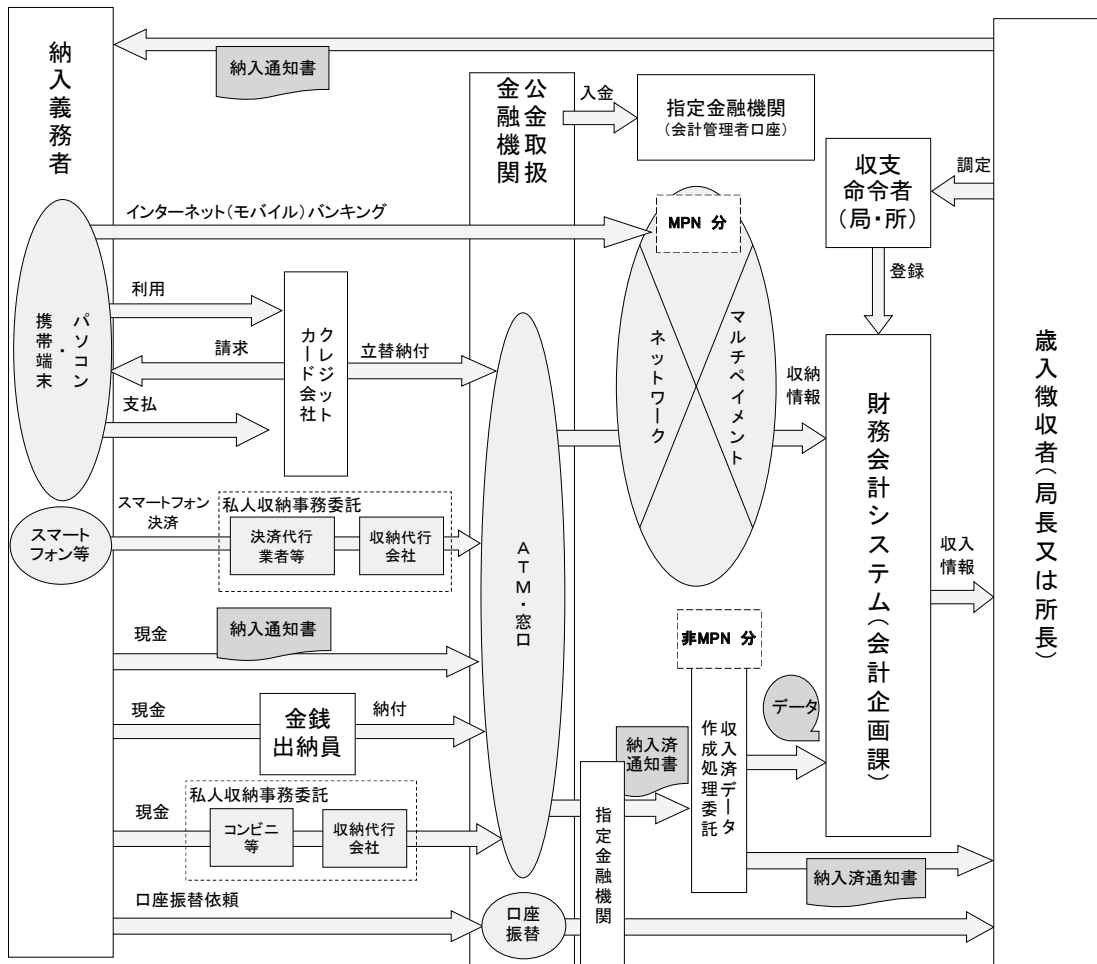 納入義務者
納入通知書
公金取扱
金融機関
入金
指定金融機関
(会計管理者口座)
収支
命令者
(局・所)
調定
登録
インターネット(モバイル)バンキング
MPN 分
パソコン
・
携帯端末
利用
請求
支払
クレジット
カード会社
立替納付
マルチペイメント
ネットワーク
収納
情報
財務会計システム(会計企画課)
歳入徴収者(局長又は所長)
収入
情報
スマート
フォン等
スマートフォン
決済
私人収納事務委託
決済代行
業者等
収納代行
会社
ATM・窓口
現金
納入通知書
現金
金銭
出納員
納付
現金
私人収納事務委託
コンビニ
等
収納代行
会社
口座振替依頼
口座
振替
指定金融機関
納入済
通知書
非MPN 分
収入済データ
作成処理委託
データ
納入済通知書